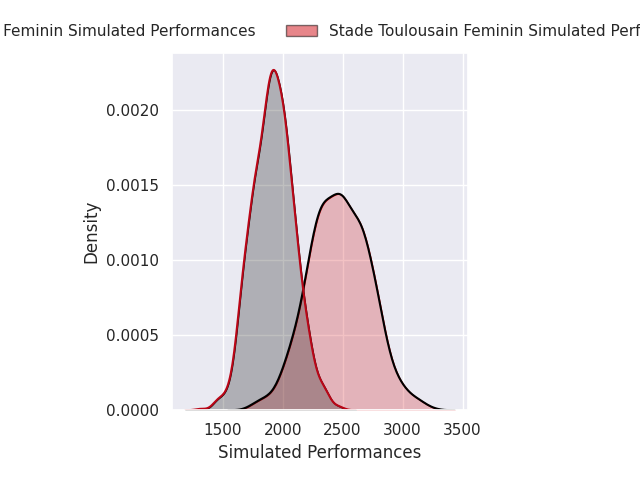 Feminin Simulated Performances
Stade Toulousain Feminin Simulated Perf
0.0020
0.0015
0.0010
0.0005
0.0000
Density
1500 2000 2500 3000 3500
Simulated Performances